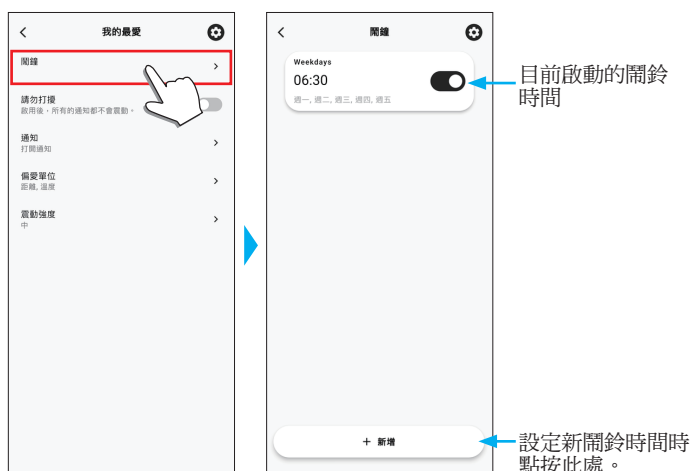 我的最愛
鬧鐘
請勿打擾
啟用後，所有的通知都不會震動。
通知
打開通知
偏愛單位
距離, 溫度
震動強度
中
鬧鐘
Weekdays
06:30
週一, 週二, 週三, 週四, 週五
+ 新增
目前啟動的鬧鈴
時間
設定新鬧鈴時間時
點按此處。